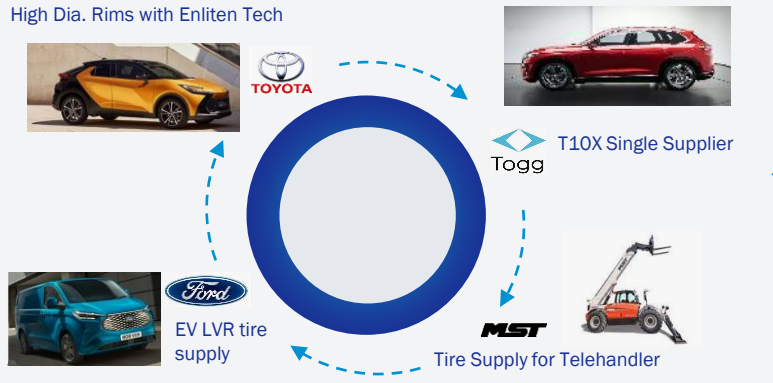 High Dia. Rims with Enliten Tech
TOYOTA
Togg
T10X Single Supplier
MST
Tire Supply for Telehandler
Ford
EV LVR tire
supply